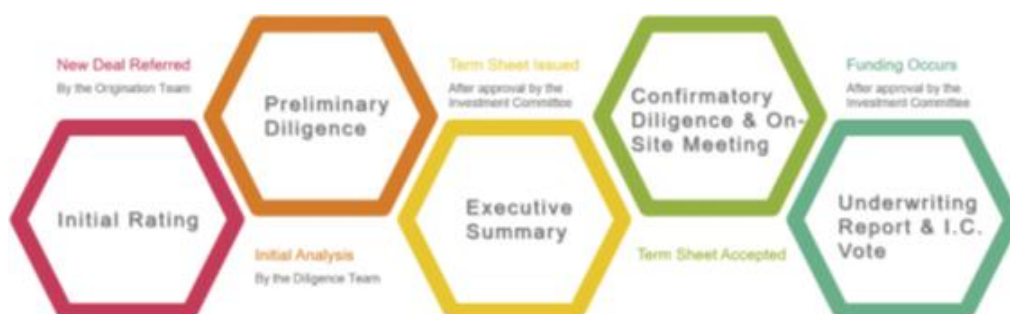 New Deal Referred
By the Origination Team
Initial Rating
Preliminary
Diligence
Initial Analysis
By the Diligence Team
Term Sheet Issued
After approval by the
Investment Committee
Executive
Summary
Confirmatory
Diligence & On-
Site Meeting
Term Sheet Accepted
Funding Occurs
After approval by the
Investment Committee
Underwriting
Report & I.C.
Vote